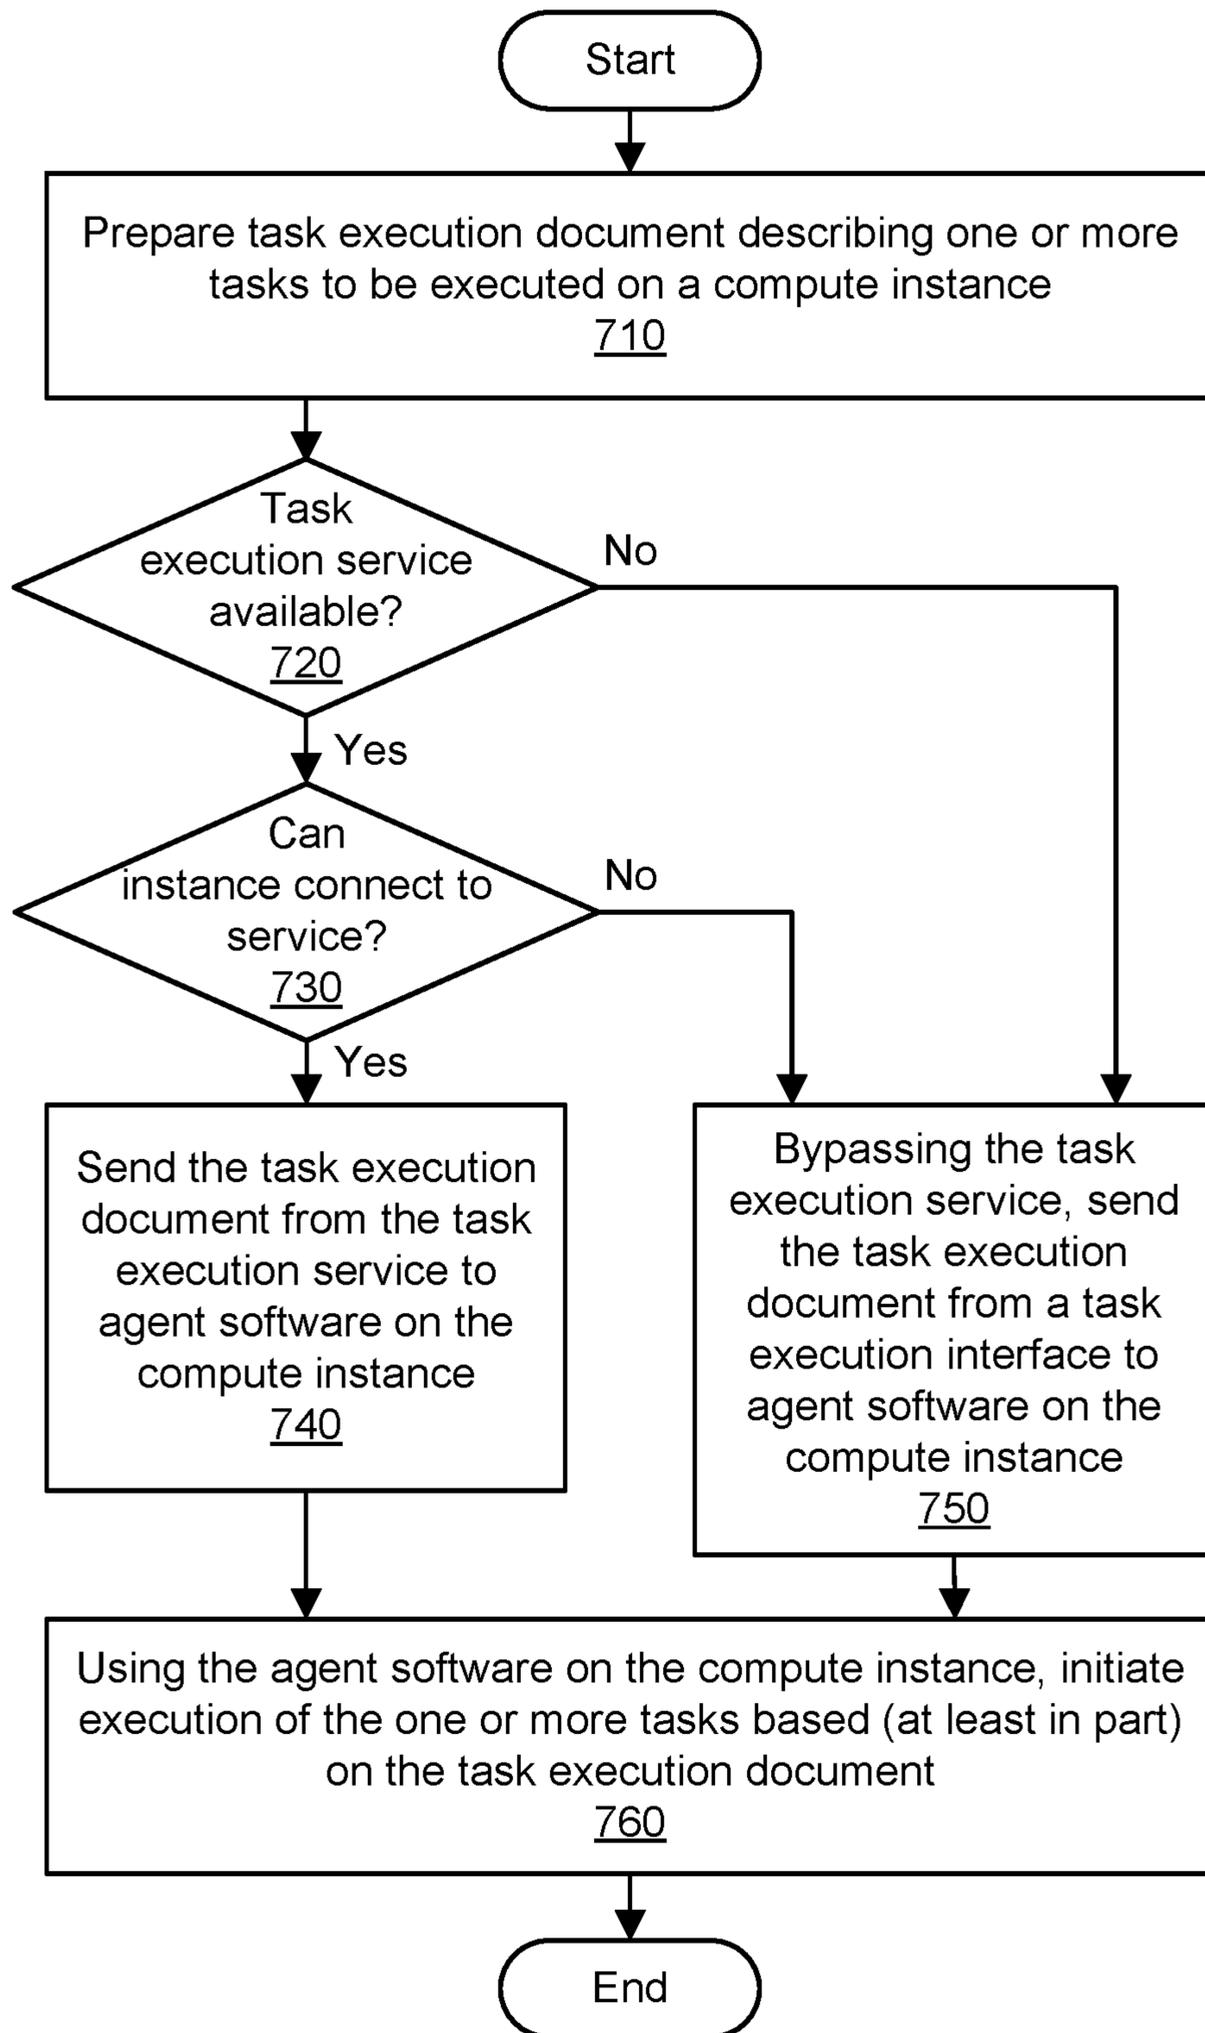 Start
Prepare task execution document describing one or more
tasks to be executed on a compute instance
710
Task
execution service
available?
720
No
Yes
Can
instance connect to
service?
730
No
Yes
Send the task execution
document from the task
execution service to
agent software on the
compute instance
740
Bypassing the task
execution service, send
the task execution
document from a task
execution interface to
agent software on the
compute instance
750
Using the agent software on the compute instance, initiate
execution of the one or more tasks based (at least in part)
on the task execution document
760
End